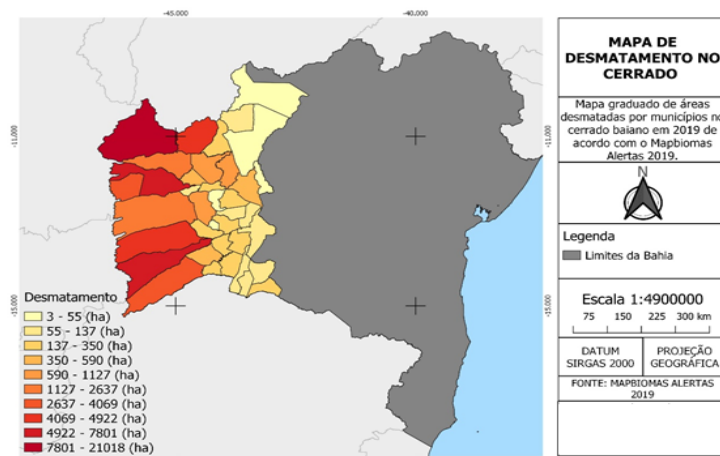 -45.000
-40.000
-11.000
-11.000
-15.000
-15.000
Desmatamento
3 - 55 (ha)
55 - 137 (ha)
137 - 350 (ha)
350 - 590 (ha)
590 - 1127 (ha)
1127 - 2637 (ha)
2637 - 4069 (ha)
4069 - 4922 (ha)
4922 - 7801 (ha)
7801 - 21018 (ha)
MAPA DE
DESMATAMENTO NO
CERRADO
Mapa graduado de áreas
desmatadas por municípios no
cerrado baiano em 2019 de
acordo com o Mapbiomas
Alertas 2019.
N
Legenda
Limites da Bahia
Escala 1:4900000
75 150 225 300 km
DATUM
SIRGAS 2000
PROJEÇÃO
GEOGRÁFICA
FONTE: MAPBIOMAS ALERTAS
2019